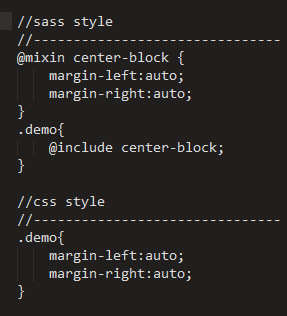 //sass style
//-------------------------------
@mixin center-block {
    margin-left:auto;
    margin-right:auto;
}
.demo{
    @include center-block;
}

//css style
//-------------------------------
.demo{
    margin-left:auto;
    margin-right:auto;
}